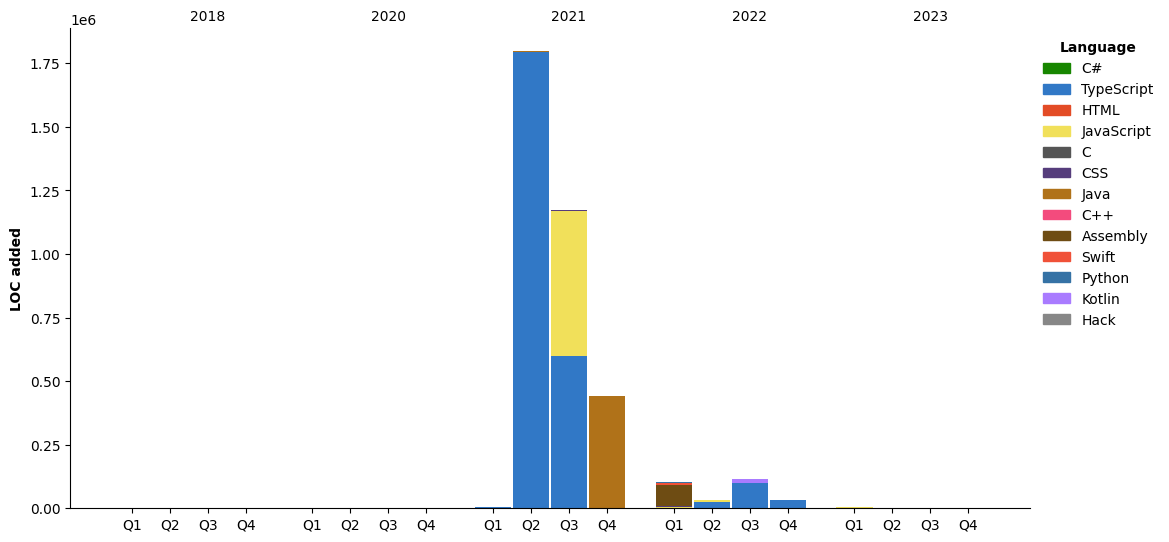 1e6
2018 2020 2021 2022 2023
LOC added
1.75
1.50
1.25
1.00
0.75
0.50
0.25
0.00
Q1 Q2 Q3 Q4 Q1 Q2 Q3 Q4 Q1 Q2 Q3 Q4 Q1 Q2 Q3 Q4 Q1 Q2 Q3 Q4
Language
C#
TypeScript
HTML
JavaScript
C
CSS
Java
C++
Assembly
Swift
Python
Kotlin
Hack